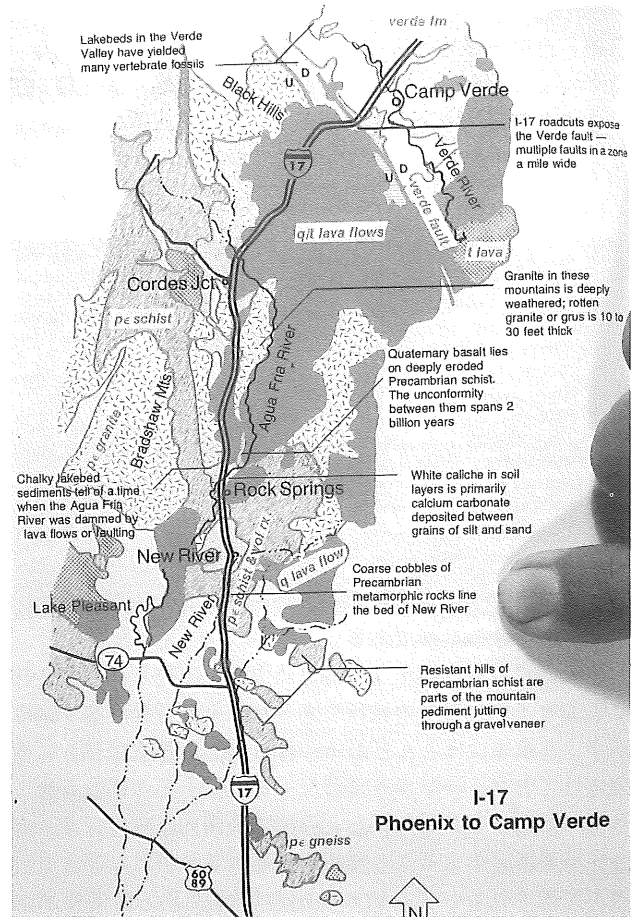 verde fm
Lakebeds in the Verde
Valley have yielded
many vertebrate fossils
Black Hills
U D
Camp Verde
I-17 roadcuts expose
the Verde fault —
multiple faults in a zone
a mile wide
17
Verde River
U D
verde fault
q/t lava flows
t lava
Cordes Jct.
Granite in these
mountains is deeply
weathered; rotten
granite or grus is 10 to
30 feet thick
pϵ schist
Agua Fria River
Quaternary basalt lies
on deeply eroded
Precambrian schist.
The unconformity
between them spans 2
billion years
pϵ granite
Bradshaw Mts.
Chalky lakebed
sediments tell of a time
when the Agua Fria
River was dammed by
lava flows or faulting
Rock Springs
White caliche in soil
layers is primarily
calcium carbonate
deposited between
grains of silt and sand
New River
pϵ schist & vol rx
q lava flow
Coarse cobbles of
Precambrian
metamorphic rocks line
the bed of New River
Lake Pleasant
New River
74
Resistant hills of
Precambrian schist are
parts of the mountain
pediment jutting
through a gravel veneer
17
I-17
Phoenix to Camp Verde
pϵ gneiss
60
89
N